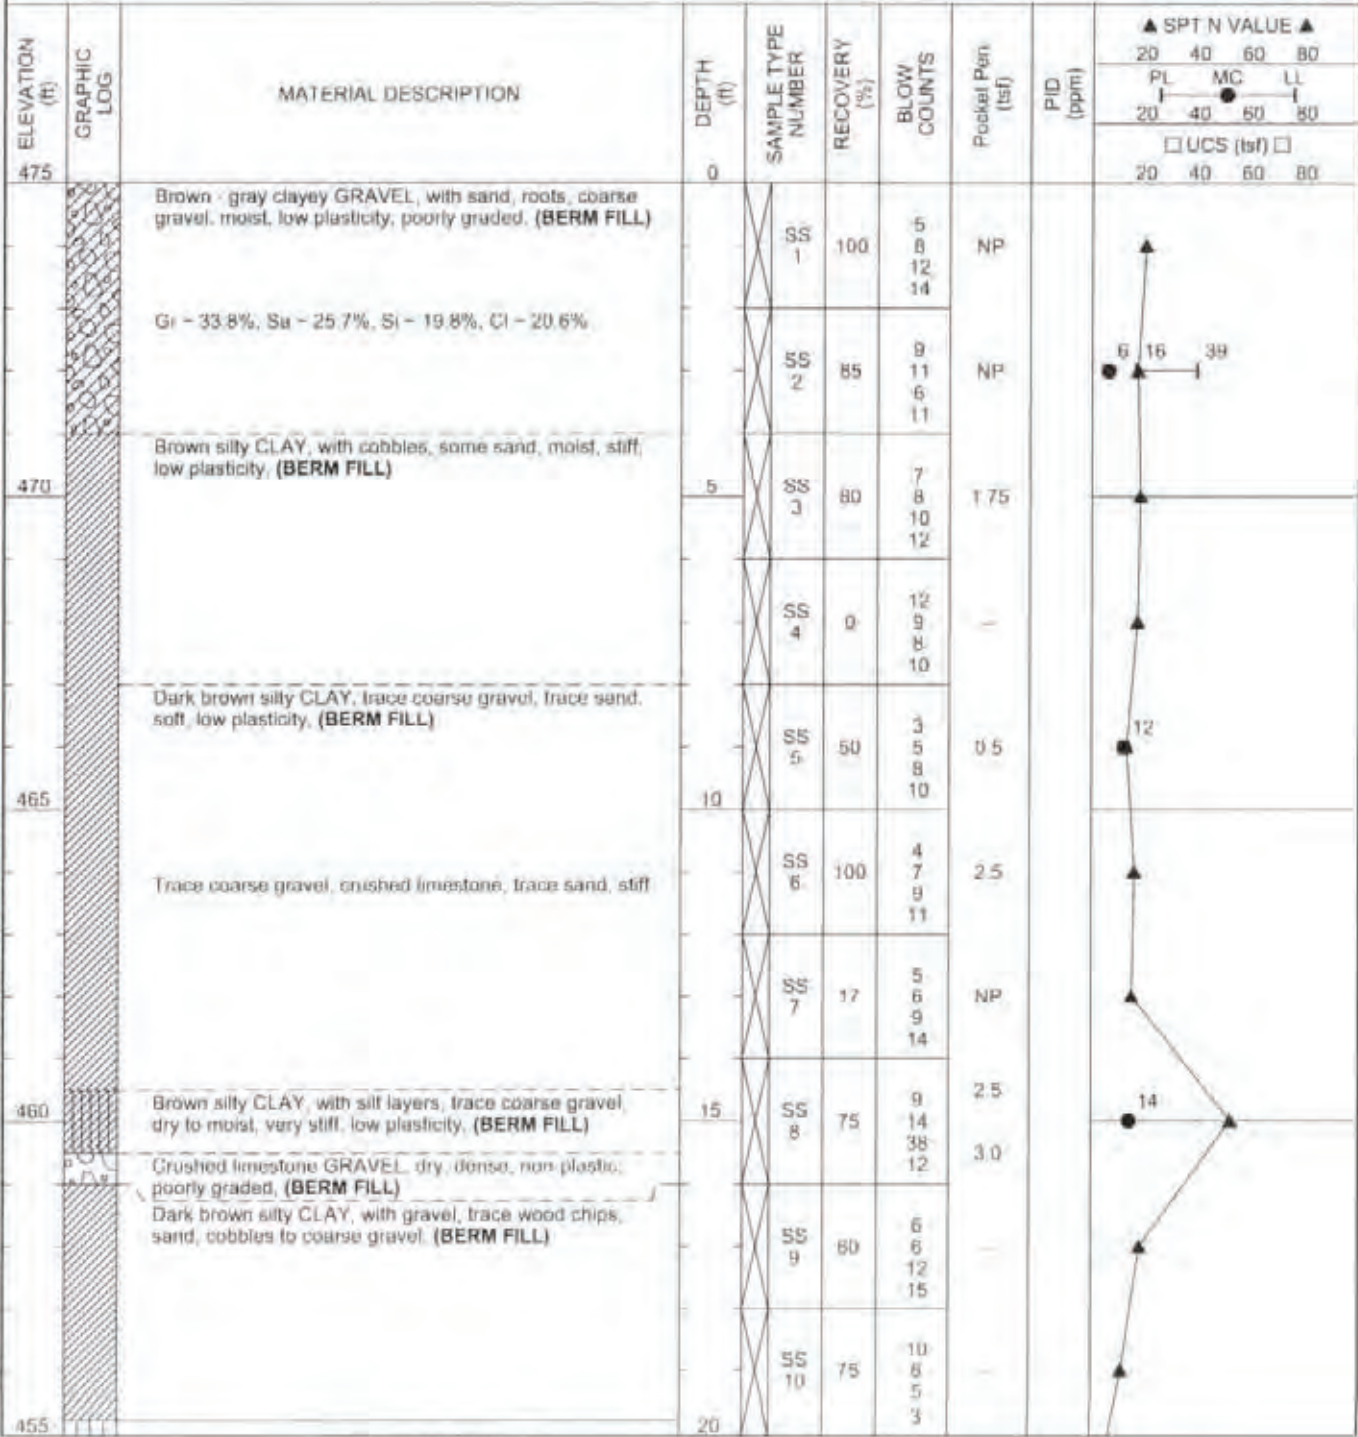 ELEVATION (ft)
GRAPHIC LOG
MATERIAL DESCRIPTION
DEPTH (ft)
SAMPLE TYPE NUMBER
RECOVERY (%)
BLOW COUNTS
Pocket Pen. (tsf)
PID (ppm)
▲ SPT N VALUE ▲
20 40 60 80
PL MC LL
20 40 60 80
□ UCS (tsf) □
20 40 60 80
475
0
Brown - gray clayey GRAVEL, with sand, roots, coarse
gravel, moist, low plasticity, poorly graded, (BERM FILL)
SS 1
100
5
8
12
14
NP
Gr - 33.8%, Sa - 25.7%, Si - 19.8%, Cl - 20.6%
SS 2
85
9
11
6
11
NP
6 16 39
Brown silty CLAY, with cobbles, some sand, moist, stiff,
low plasticity, (BERM FILL)
470
5
SS 3
80
7
8
10
12
1.75
SS 4
0
12
9
8
10
Dark brown silty CLAY, trace coarse gravel, trace sand,
soft, low plasticity, (BERM FILL)
SS 5
50
3
5
8
10
0.5
12
465
10
Trace coarse gravel, crushed limestone, trace sand, stiff
SS 6
100
4
7
9
11
2.5
SS 7
17
5
6
9
14
NP
Brown silty CLAY, with silt layers, trace coarse gravel,
dry to moist, very stiff, low plasticity, (BERM FILL)
460
15
SS 8
75
9
14
38
12
2.5
3.0
14
Crushed limestone GRAVEL, dry, dense, non-plastic,
poorly graded, (BERM FILL)
Dark brown silty CLAY, with gravel, trace wood chips,
sand, cobbles to coarse gravel, (BERM FILL)
SS 9
60
6
6
12
15
SS 10
75
10
6
5
3
455
20